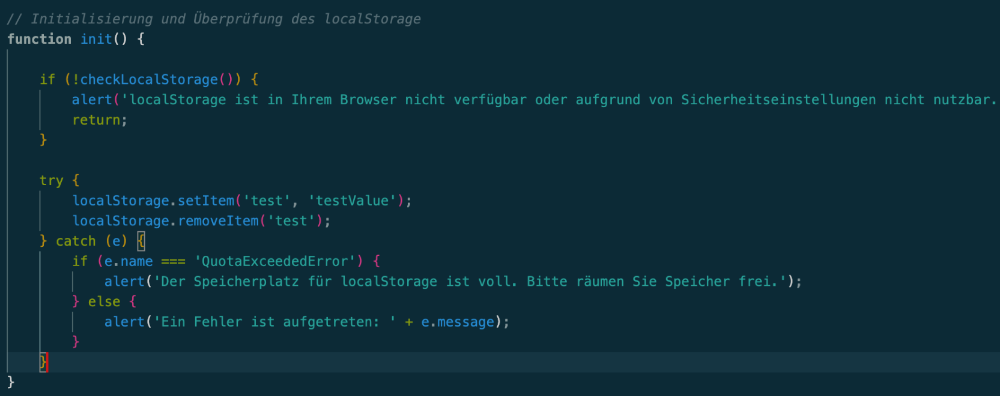 // Initialisierung und Überprüfung des localStorage
function init() {
if (!checkLocalStorage()) {
alert('localStorage ist in Ihrem Browser nicht verfügbar oder aufgrund von Sicherheitseinstellungen nicht nutzbar.
return;
}
try {
localStorage.setItem('test', 'testValue');
localStorage.removeItem('test');
} catch (e) {
if (e.name === 'QuotaExceededError') {
alert('Der Speicherplatz für localStorage ist voll. Bitte räumen Sie Speicher frei.');
} else {
alert('Ein Fehler ist aufgetreten: ' + e.message);
}
}
}